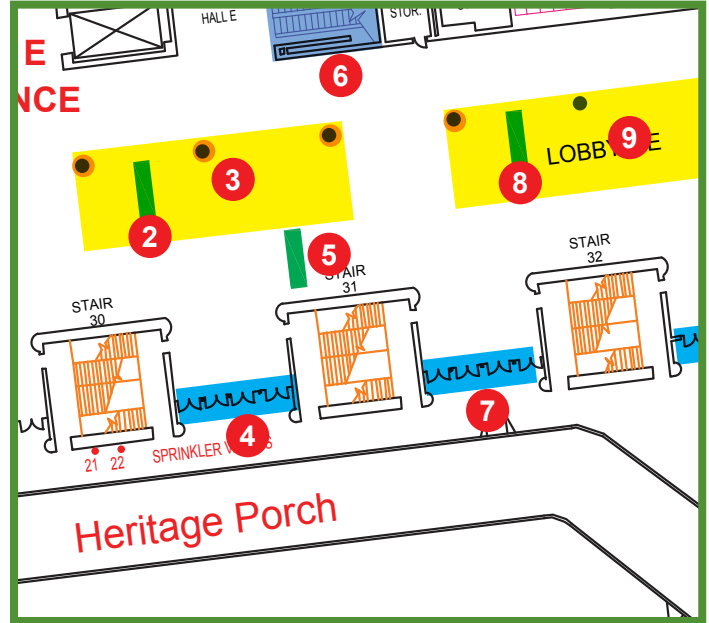 HALL E
STOR.
E
NCE
6
9
3
8
2
5
STAIR
32
STAIR
31
STAIR
30
7
4
21 22
SPRINKLER
Heritage Porch